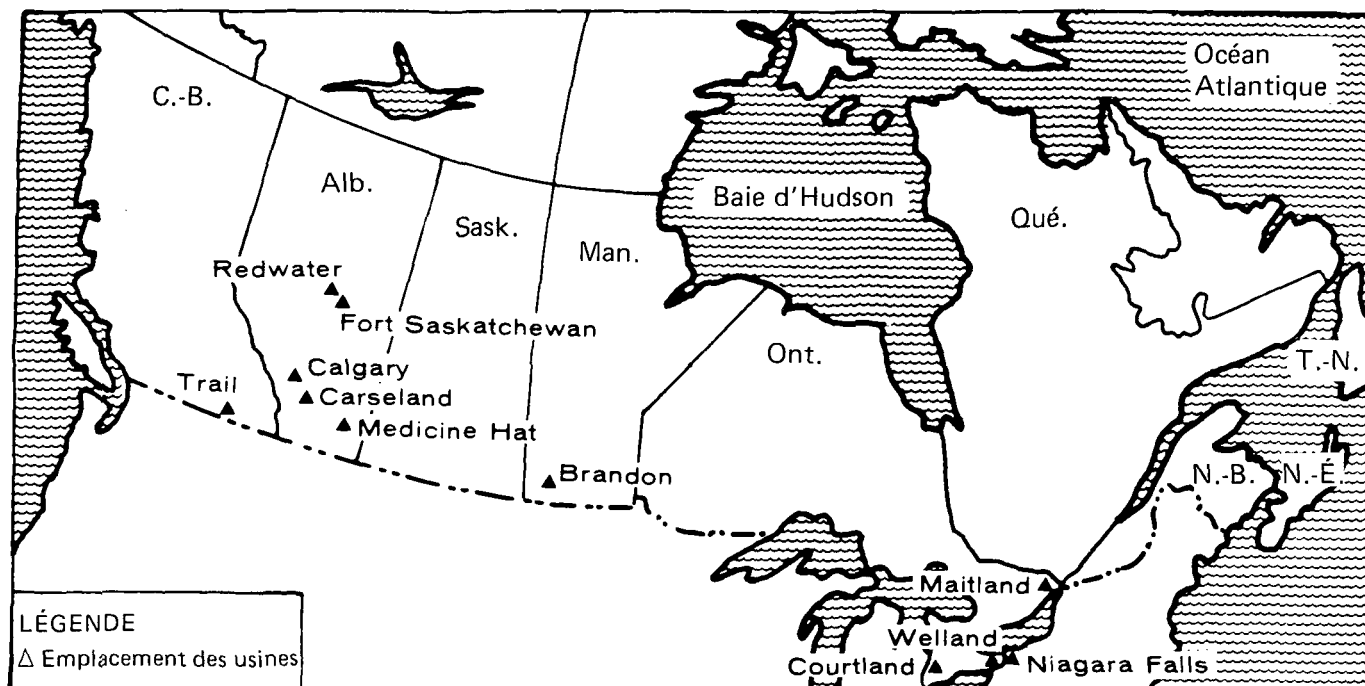 Océan
Atlantique
C.-B.
Alb.
Sask.
Man.
Baie d'Hudson
Qué.
Redwater
Fort Saskatchewan
Ont.
T.-N.
Calgary
Trail
Carseland
Medicine Hat
Brandon
N.-B.
N.-É.
Maitland
Welland
Courtland
Niagara Falls
LÉGENDE
△ Emplacement des usines